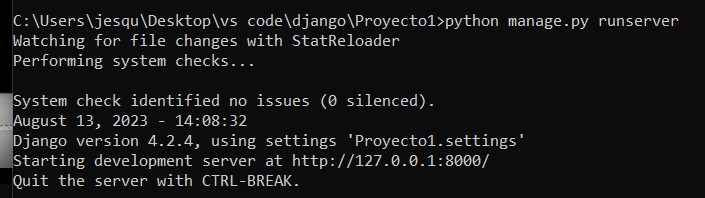 C:\Users\jesqu\Desktop\vs code\django\Proyecto1>python manage.py runserver
Watching for file changes with StatReloader
Performing system checks...
System check identified no issues (0 silenced).
August 13, 2023 - 14:08:32
Django version 4.2.4, using settings 'Proyecto1.settings'
Starting development server at http://127.0.0.1:8000/
Quit the server with CTRL-BREAK.